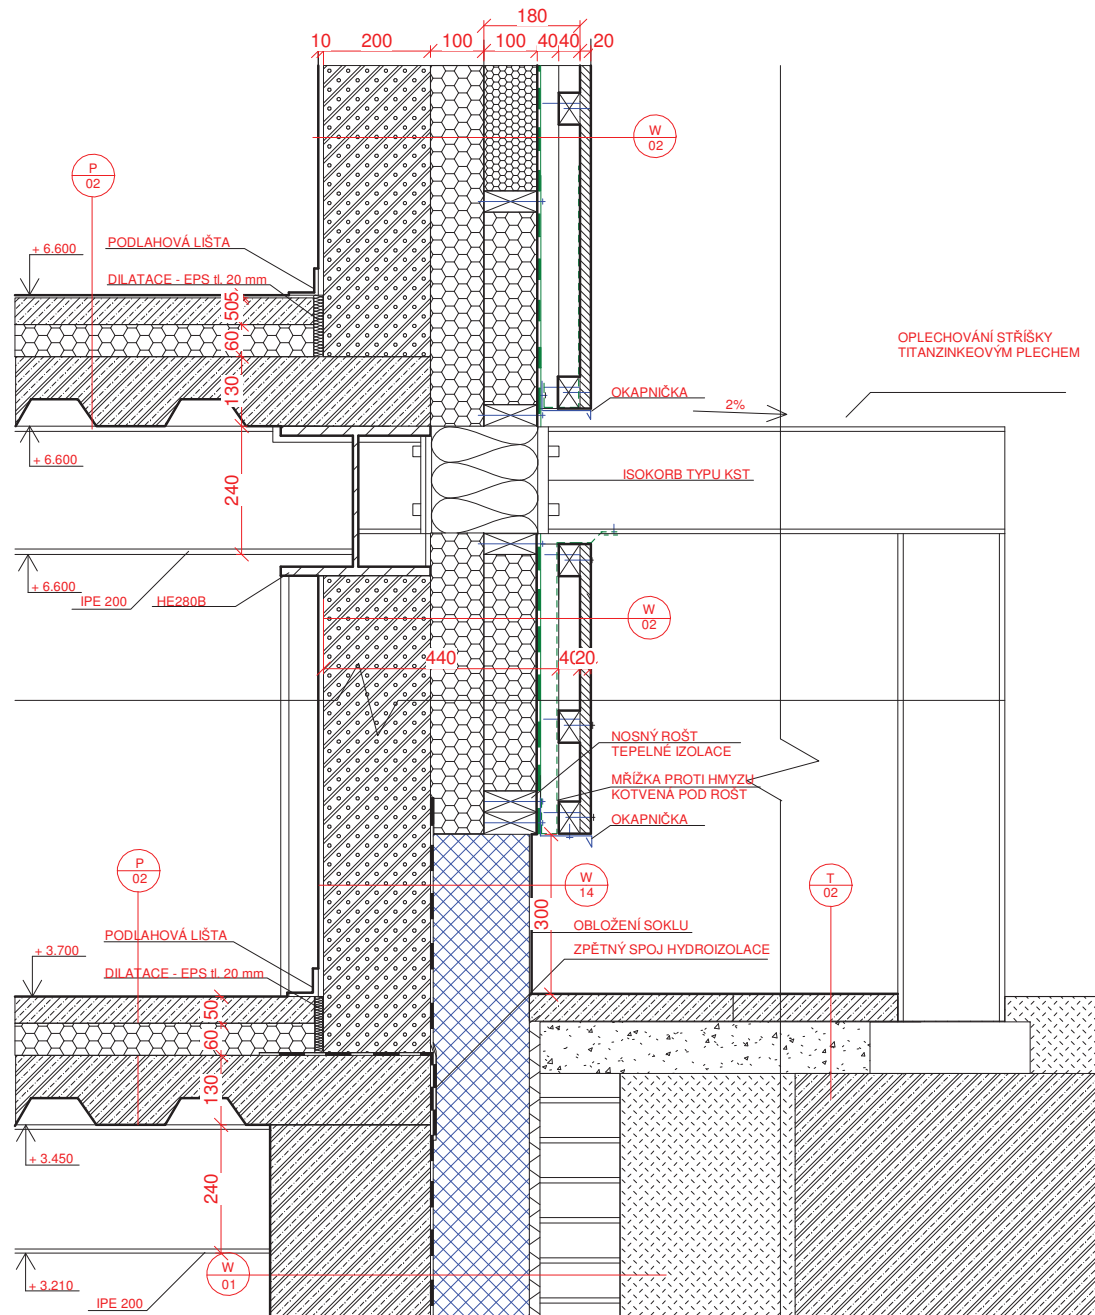 180
10 200 100 100 40 40 20
W
02
P
02
PODLAHOVÁ LIŠTA
+ 6.600
DILATACE - EPS tl. 20 mm
505
60
130
OPLECHOVÁNÍ STŘÍŠKY
TITANZINKEOVÝM PLECHEM
OKAPNIČKA
2%
+ 6.600
240
ISOKORB TYPU KST
+ 6.600
IPE 200
HE280B
W
02
440 40 20
NOSNÝ ROŠT
TEPELNÉ IZOLACE
MŘÍŽKA PROTI HMYZU
KOTVENÁ POD ROŠT
OKAPNIČKA
P
02
W
14
T
02
300
OBLOŽENÍ SOKLU
PODLAHOVÁ LIŠTA
ZPĚTNÝ SPOJ HYDROIZOLACE
+ 3.700
DILATACE - EPS tl. 20 mm
50
60
130
+ 3.450
240
W
01
+ 3.210
IPE 200